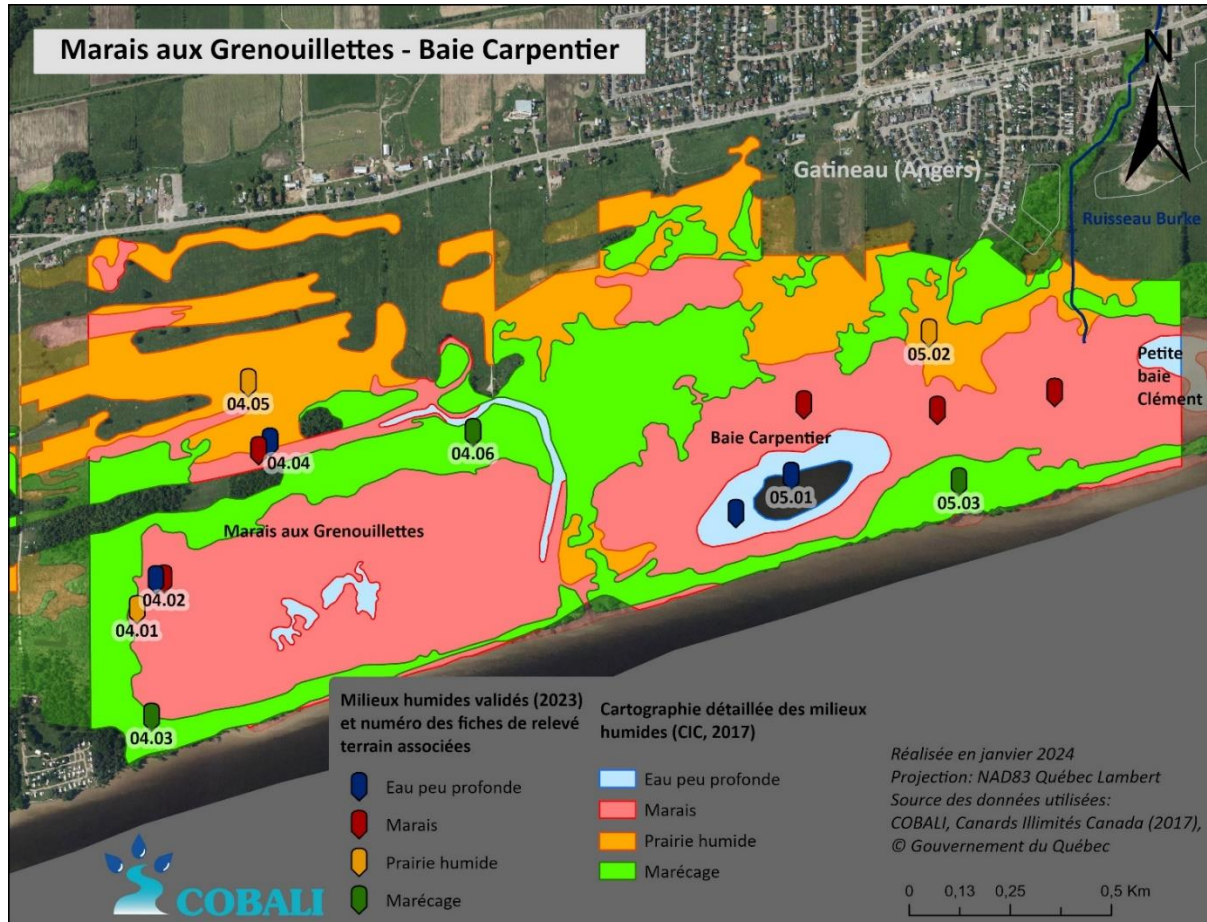 Marais aux Grenouillettes - Baie Carpentier
N
Gatineau (Angers)
Ruisseau Burke
05.02
Petite
baie
Clément
04.05
04.04
04.06
Baie Carpentier
05.01
05.03
Marais aux Grenouillettes
04.02
04.01
04.03
Milieux humides validés (2023)
et numéro des fiches de relevé
terrain associées
Eau peu profonde
Marais
Prairie humide
Marécage
Cartographie détaillée des milieux
humides (CIC, 2017)
Eau peu profonde
Marais
Prairie humide
Marécage
Réalisée en janvier 2024
Projection: NAD83 Québec Lambert
Source des données utilisées:
COBALI, Canards Illimités Canada (2017),
© Gouvernement du Québec
0 0,13 0,25 0,5 Km
COBALI